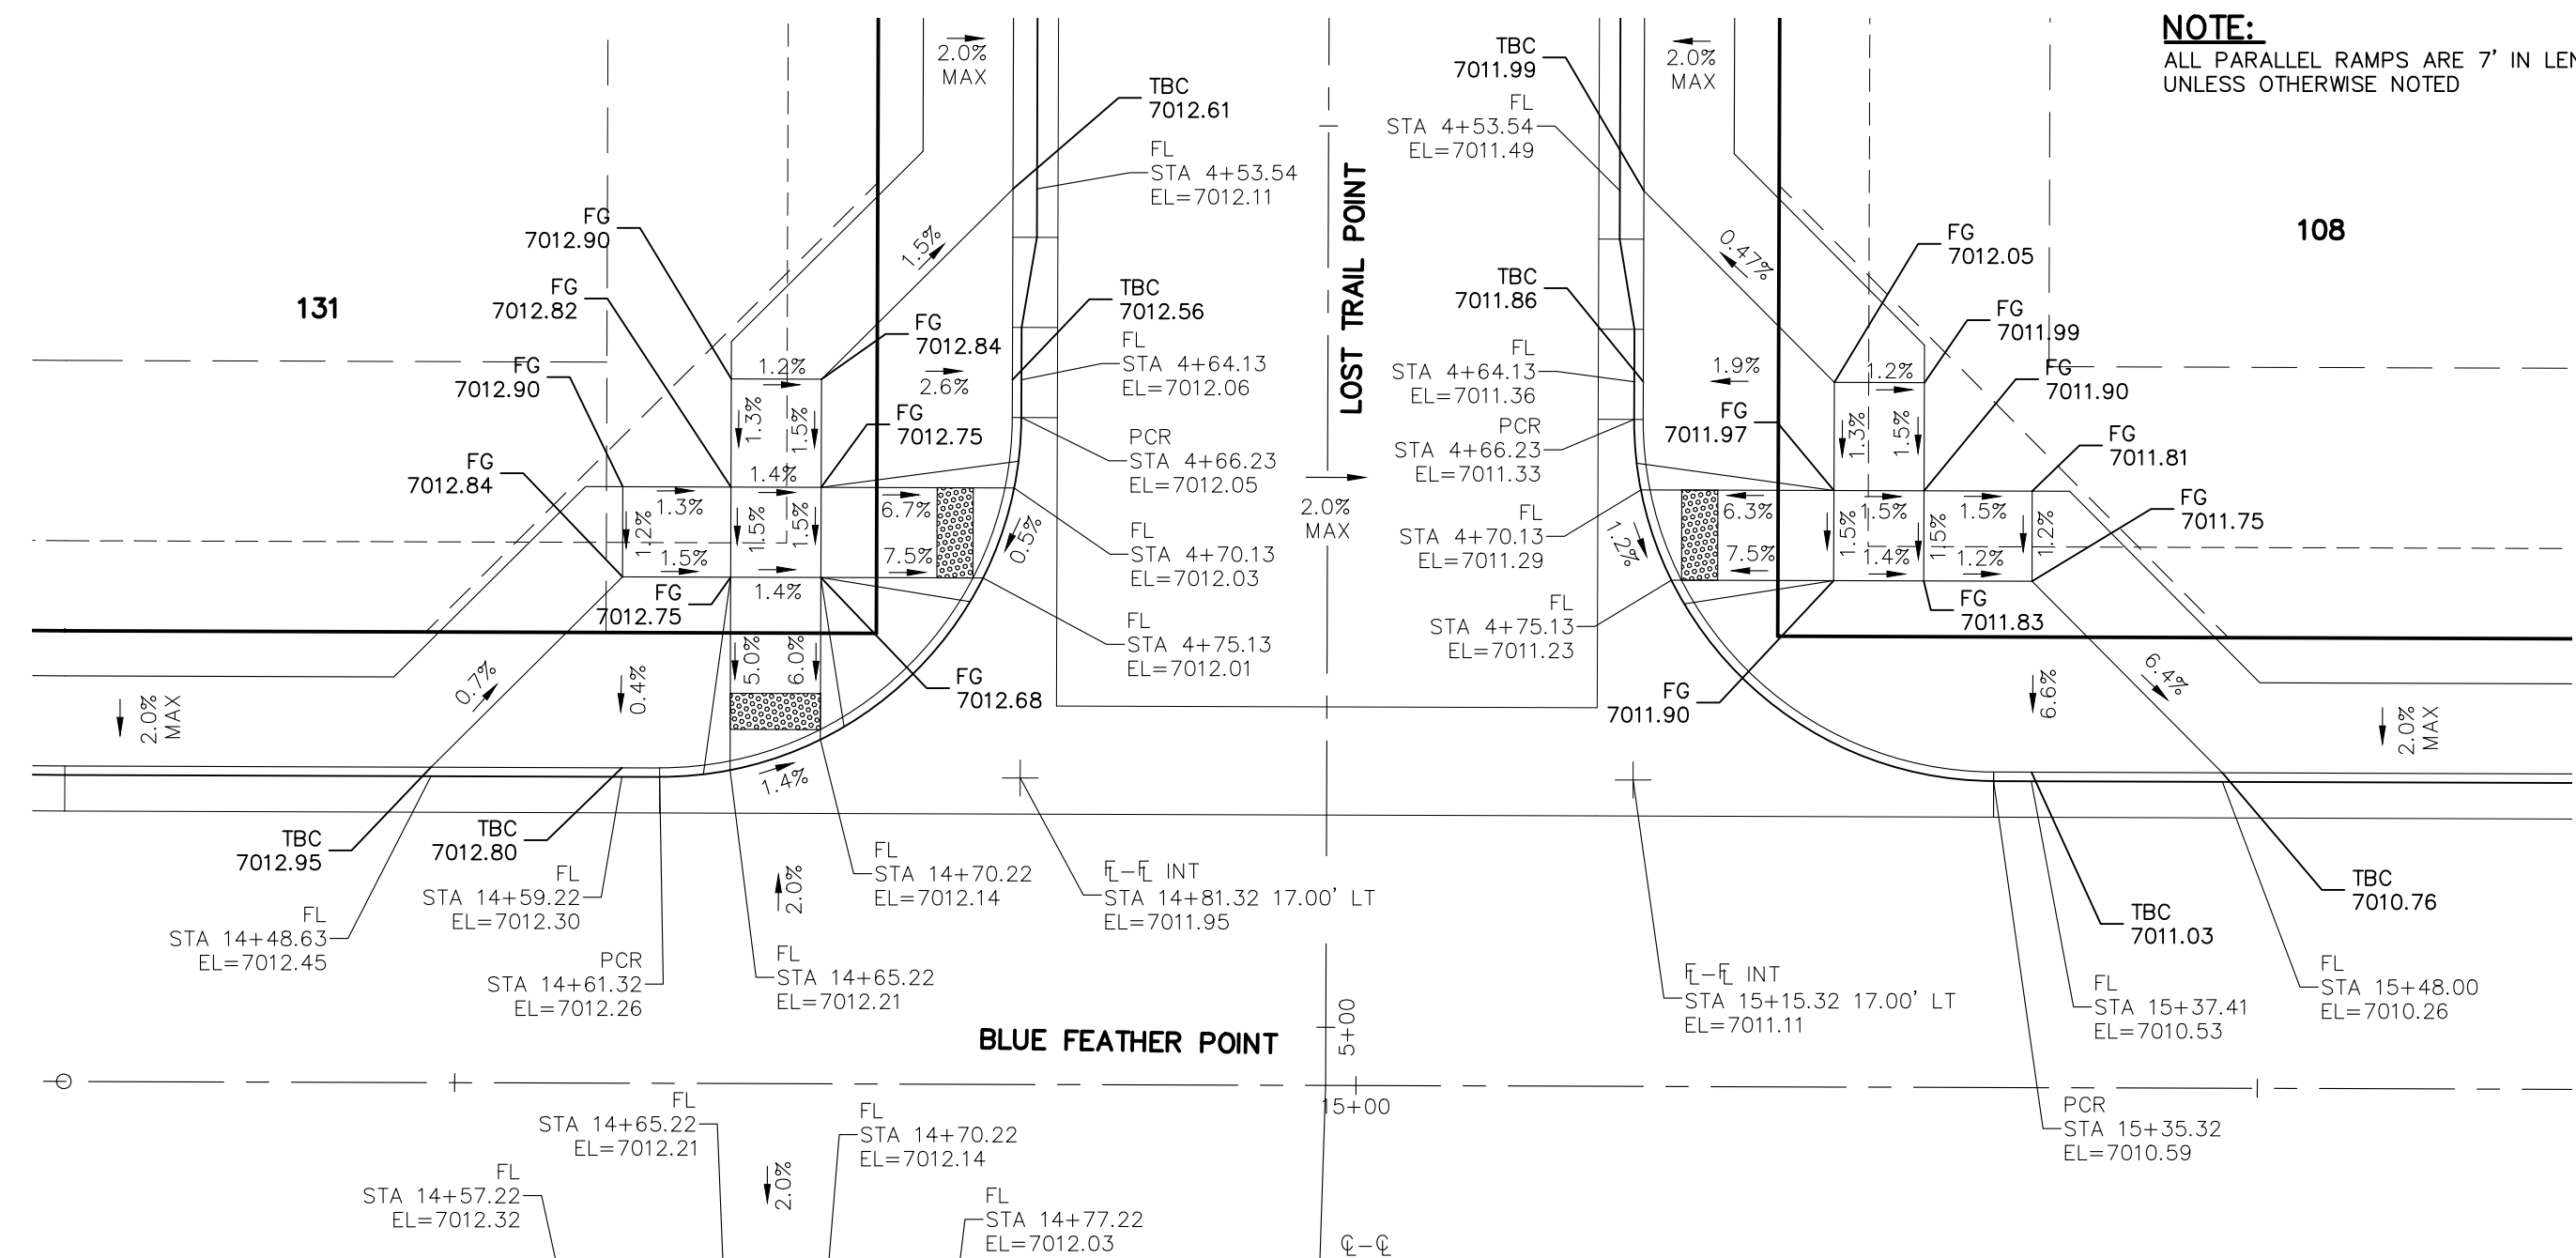 NOTE:
ALL PARALLEL RAMPS ARE 7' IN LEN
UNLESS OTHERWISE NOTED
2.0%
MAX
TBC
7012.61
FL
STA 4+53.54
EL=7012.11
FG
7012.90
1.5%
FG
7012.82
131
TBC
7012.56
FG
7012.84
FL
STA 4+64.13
EL=7012.06
FG
7012.90
1.2%
2.6%
1.3%
1.5%
FG
7012.75
PCR
STA 4+66.23
EL=7012.05
FG
7012.84
1.4%
1.3%
1.2%
1.5%
1.5%
6.7%
0.5%
FL
STA 4+70.13
EL=7012.03
1.5%
7.5%
1.4%
FG
7012.75
FL
STA 4+75.13
EL=7012.01
5.0%
6.0%
FG
7012.68
0.7%
0.4%
2.0%
MAX
1.4%
TBC
7012.95
TBC
7012.80
FL
STA 14+59.22
EL=7012.30
FL
STA 14+48.63
EL=7012.45
PCR
STA 14+61.32
EL=7012.26
2.0%
FL
STA 14+70.22
EL=7012.14
FL
STA 14+65.22
EL=7012.21
FL-FL INT
STA 14+81.32 17.00' LT
EL=7011.95
LOST TRAIL POINT
2.0%
MAX
TBC
7011.99
FL
STA 4+53.54
EL=7011.49
2.0%
MAX
108
0.47%
FG
7012.05
TBC
7011.86
FG
7011.99
FL
STA 4+64.13
EL=7011.36
1.9%
1.2%
FG
7011.90
PCR
STA 4+66.23
EL=7011.33
FG
7011.97
1.3%
1.5%
FG
7011.81
FL
STA 4+70.13
EL=7011.29
1.2%
6.3%
1.5%
1.5%
FG
7011.75
7.5%
1.5%
1.4%
1.5%
1.2%
1.2%
FL
STA 4+75.13
EL=7011.23
FG
7011.83
FG
7011.90
6.6%
6.4%
2.0%
MAX
TBC
7010.76
TBC
7011.03
FL-FL INT
STA 15+15.32 17.00' LT
EL=7011.11
FL
STA 15+37.41
EL=7010.53
FL
STA 15+48.00
EL=7010.26
BLUE FEATHER POINT
5+00
15+00
PCR
STA 15+35.32
EL=7010.59
FL
STA 14+65.22
EL=7012.21
FL
STA 14+70.22
EL=7012.14
FL
STA 14+57.22
EL=7012.32
2.0%
FL
STA 14+77.22
EL=7012.03
℄-℄